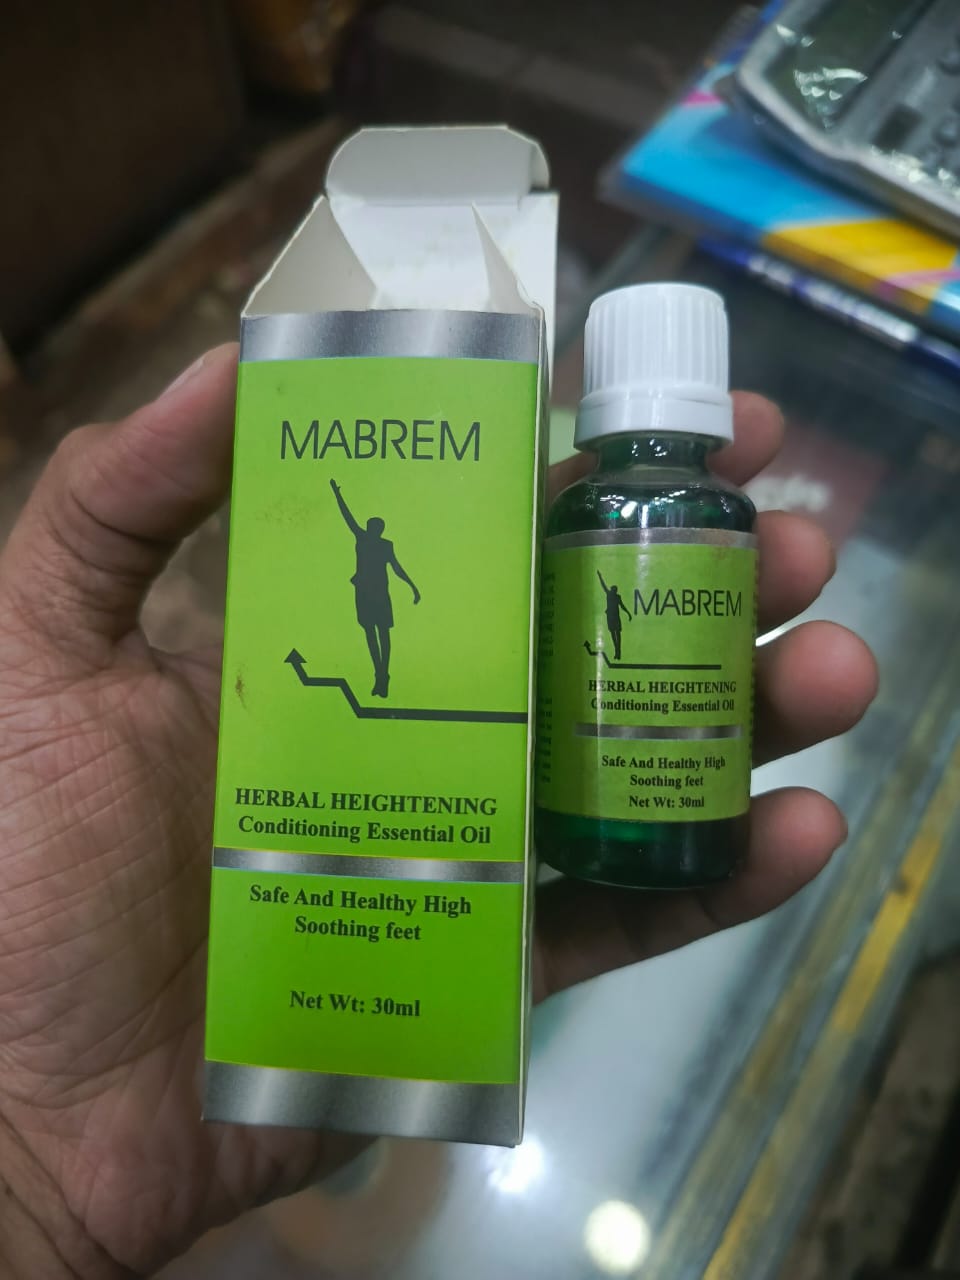 MABREM
HERBAL HEIGHTENING
Conditioning Essential Oil
Safe And Healthy High
Soothing feet
Net Wt: 30ml
MABREM
HERBAL HEIGHTENING
Conditioning Essential Oil
Safe And Healthy High
Soothing feet
Net Wt: 30ml